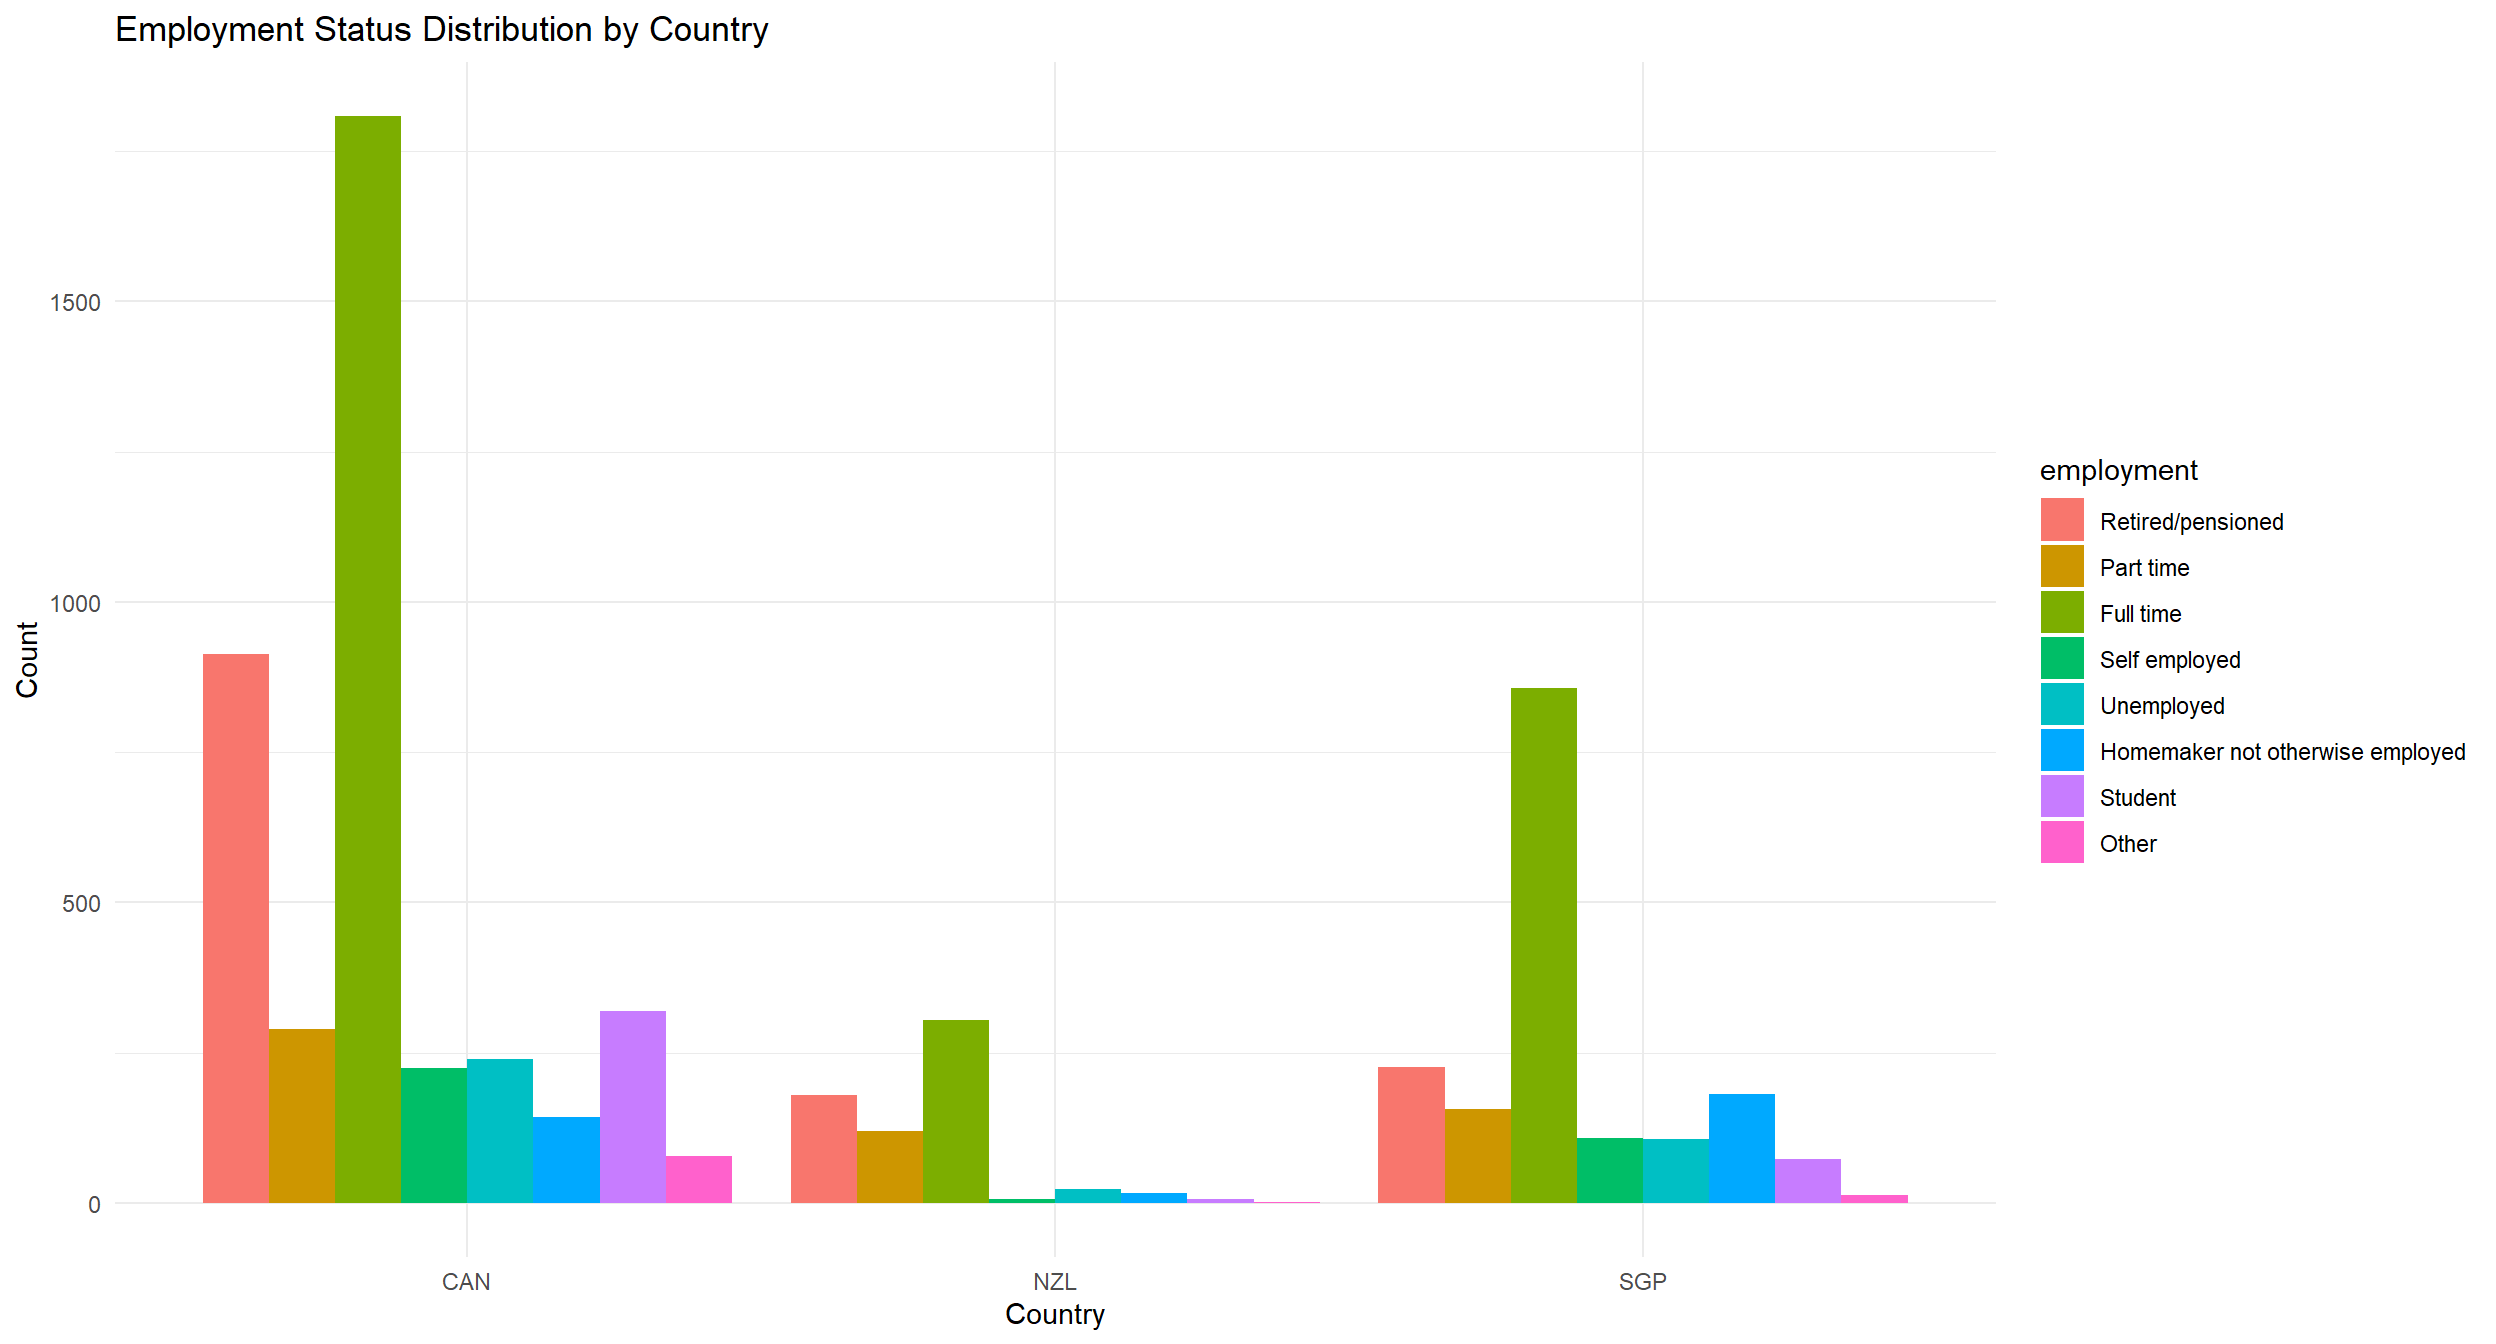 Employment Status Distribution by Country
1500
1000
500
0
Count
CAN
NZL
SGP
Country
employment
Retired/pensioned
Part time
Full time
Self employed
Unemployed
Homemaker not otherwise employed
Student
Other